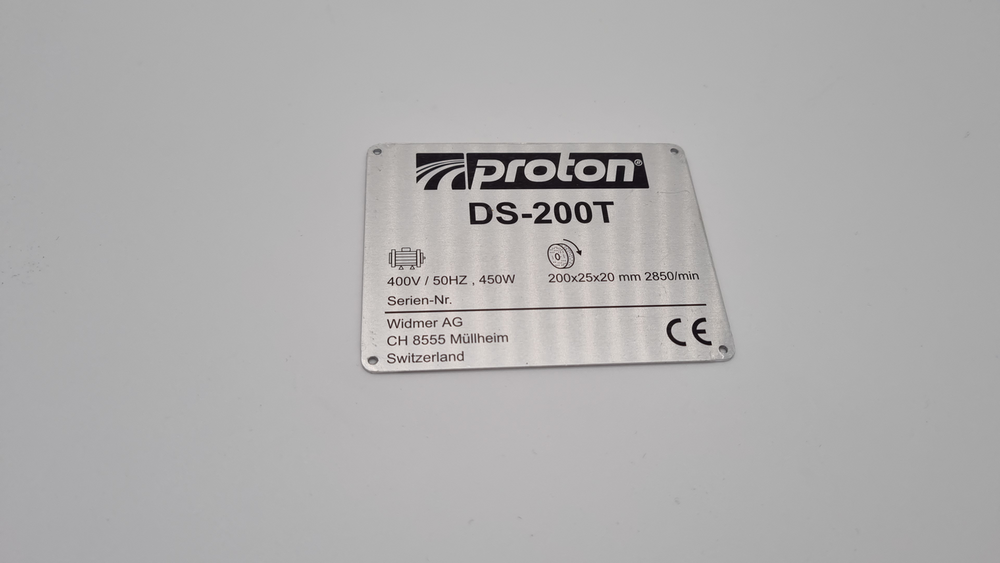 proton®
DS-200T
400V / 50HZ , 450W
200x25x20 mm 2850/min
Serien-Nr.
Widmer AG
CH 8555 Müllheim
Switzerland
CE